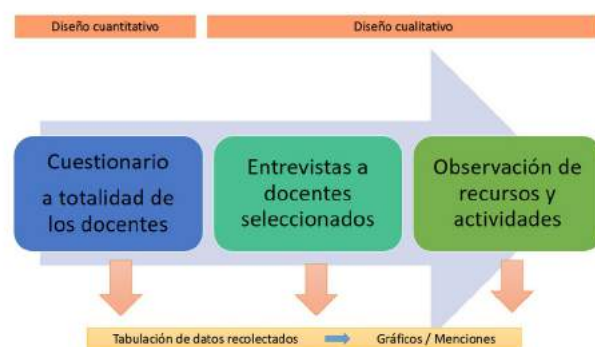 Diseño cuantitativo
Diseño cualitativo
Cuestionario
a totalidad de
los docentes
Entrevistas a
docentes
seleccionados
Observación de
recursos y
actividades
Tabulación de datos recolectados
Gráficos / Menciones